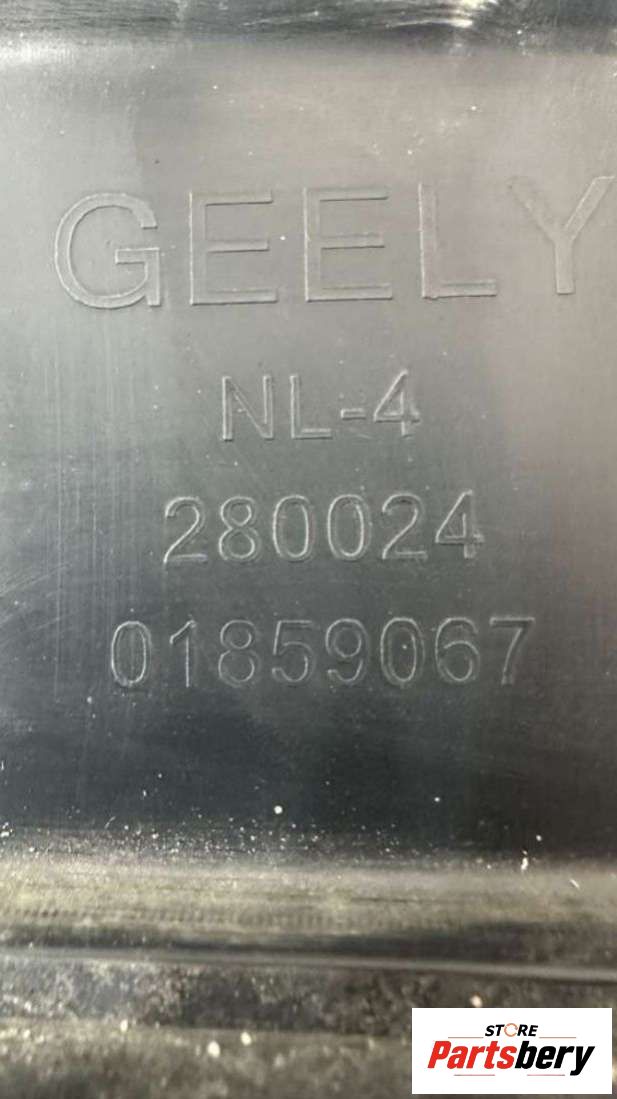 GEELY
NL-4
280024
01859067
STORE
Partsbery